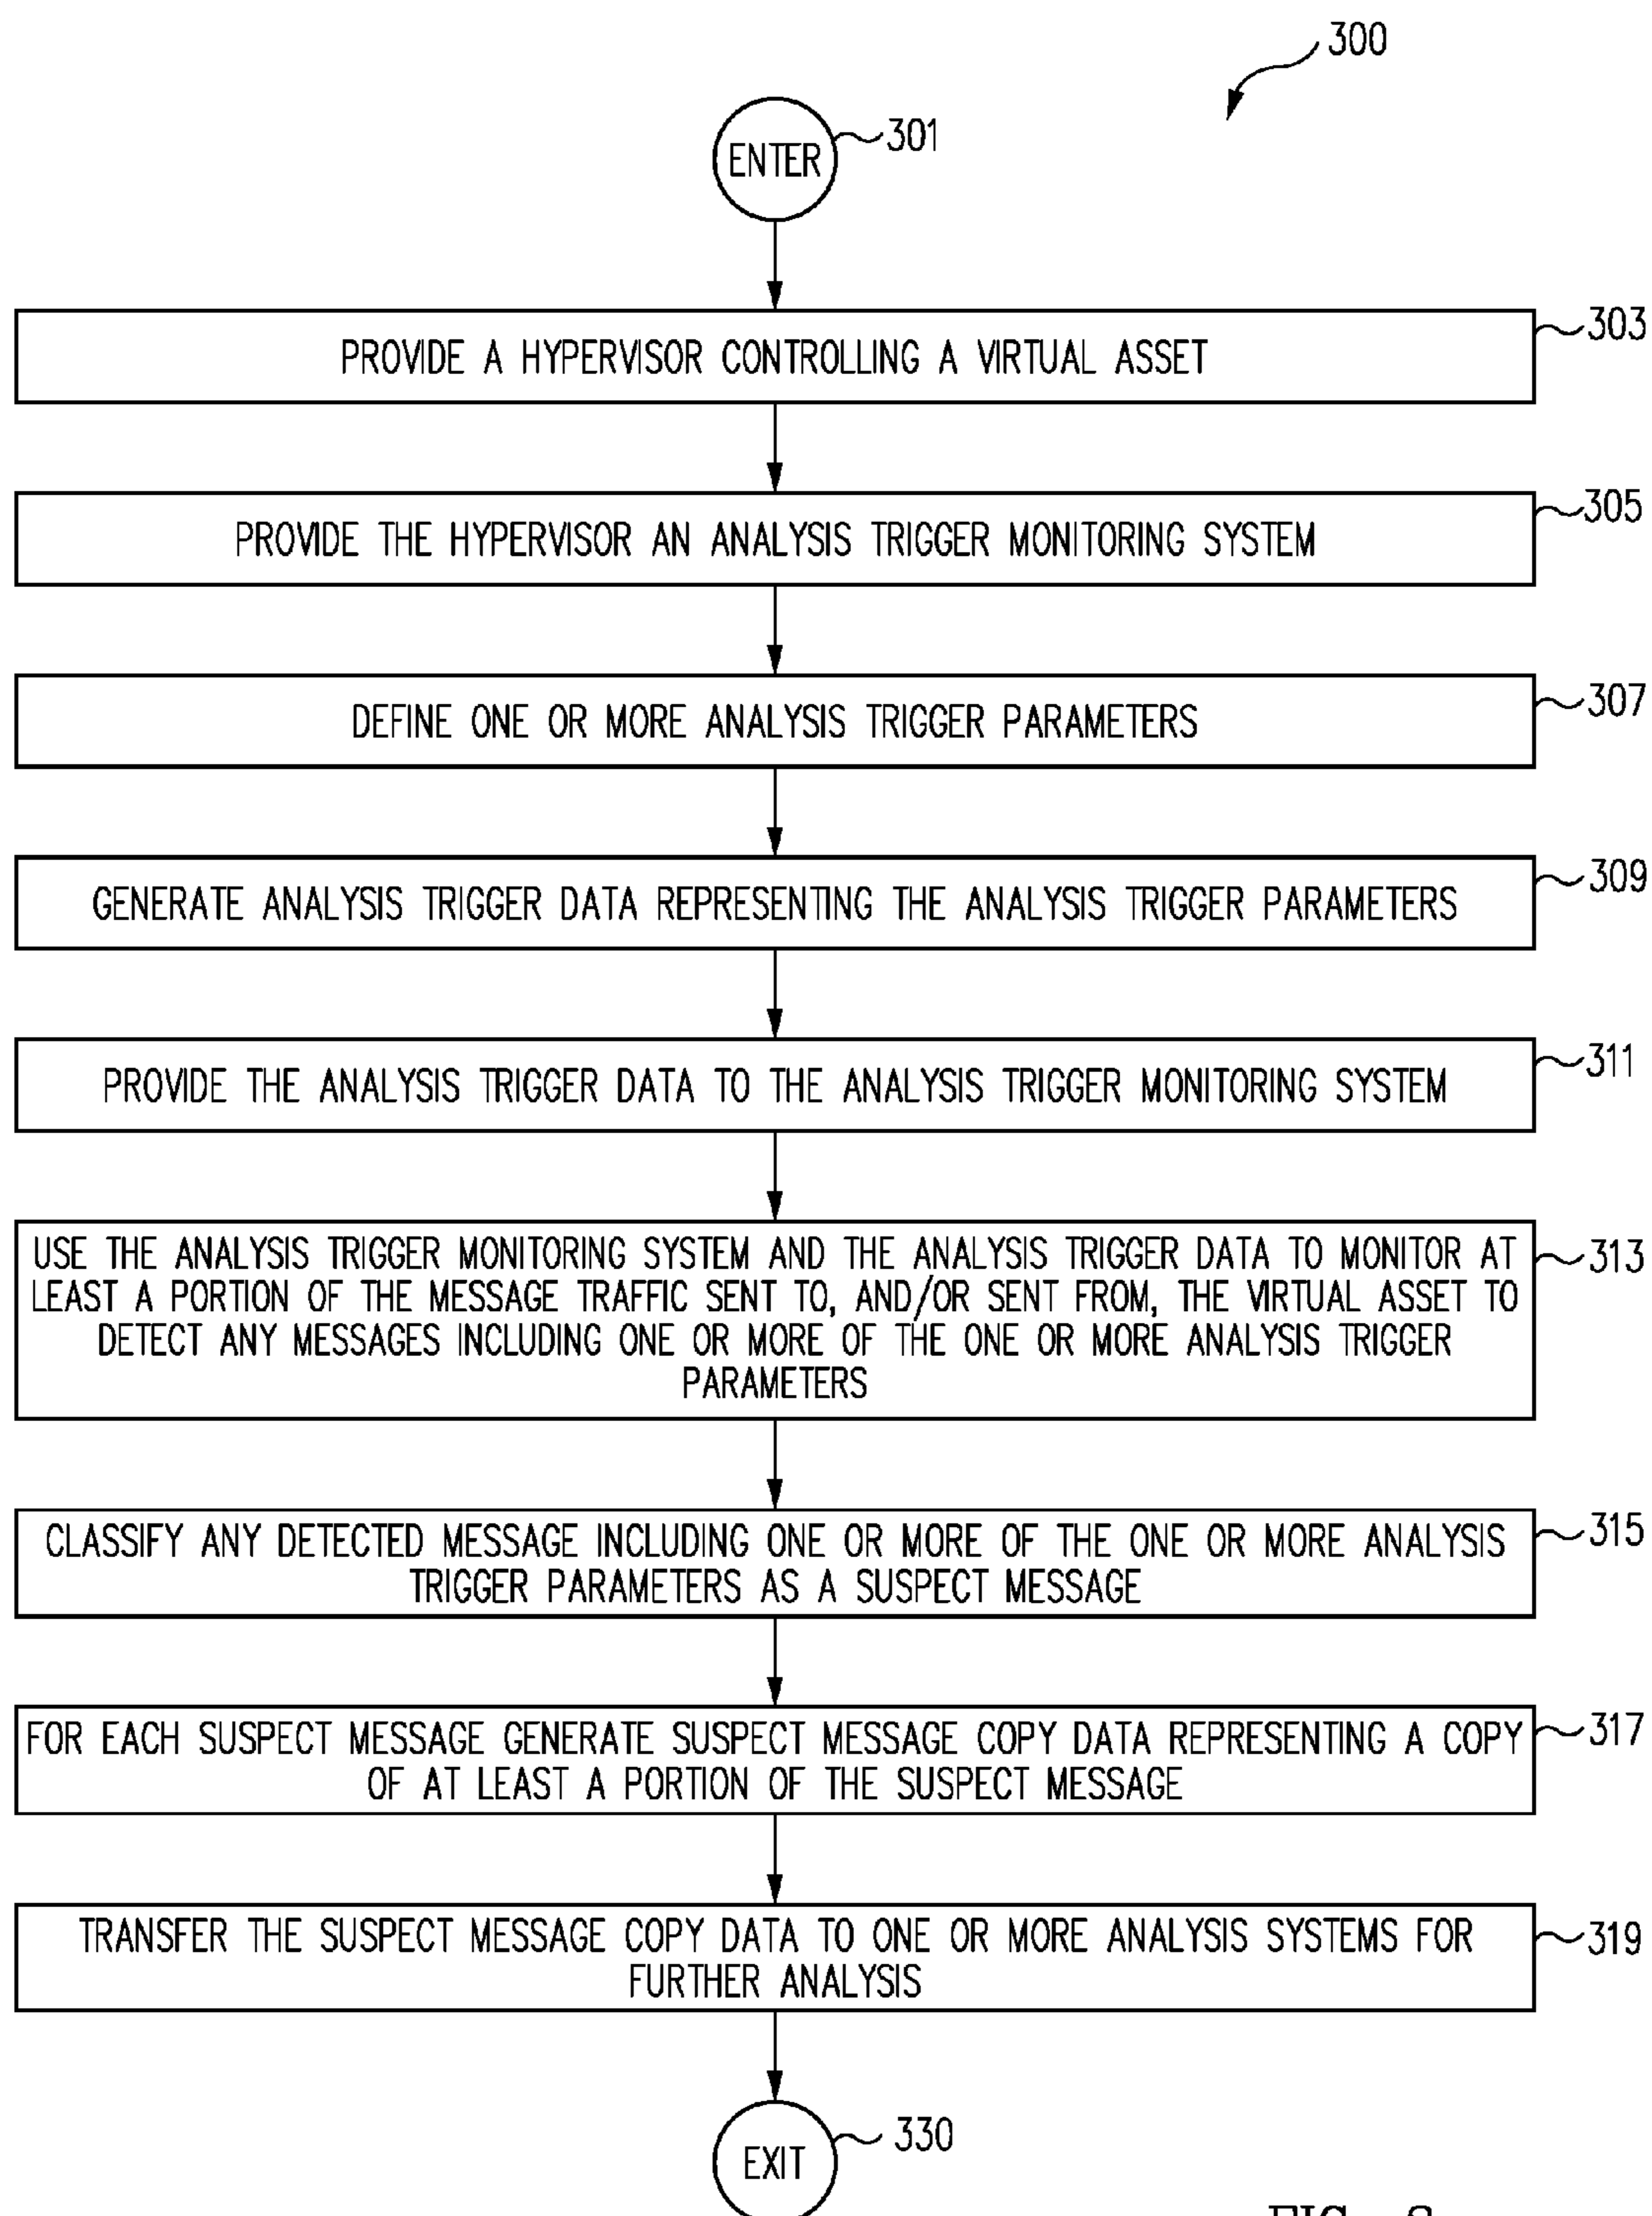 300
ENTER
301
PROVIDE A HYPERVISOR CONTROLLING A VIRTUAL ASSET
303
PROVIDE THE HYPERVISOR AN ANALYSIS TRIGGER MONITORING SYSTEM
305
DEFINE ONE OR MORE ANALYSIS TRIGGER PARAMETERS
307
GENERATE ANALYSIS TRIGGER DATA REPRESENTING THE ANALYSIS TRIGGER PARAMETERS
309
PROVIDE THE ANALYSIS TRIGGER DATA TO THE ANALYSIS TRIGGER MONITORING SYSTEM
311
USE THE ANALYSIS TRIGGER MONITORING SYSTEM AND THE ANALYSIS TRIGGER DATA TO MONITOR AT
LEAST A PORTION OF THE MESSAGE TRAFFIC SENT TO, AND/OR SENT FROM, THE VIRTUAL ASSET TO
DETECT ANY MESSAGES INCLUDING ONE OR MORE OF THE ONE OR MORE ANALYSIS TRIGGER
PARAMETERS
313
CLASSIFY ANY DETECTED MESSAGE INCLUDING ONE OR MORE OF THE ONE OR MORE ANALYSIS
TRIGGER PARAMETERS AS A SUSPECT MESSAGE
315
FOR EACH SUSPECT MESSAGE GENERATE SUSPECT MESSAGE COPY DATA REPRESENTING A COPY
OF AT LEAST A PORTION OF THE SUSPECT MESSAGE
317
TRANSFER THE SUSPECT MESSAGE COPY DATA TO ONE OR MORE ANALYSIS SYSTEMS FOR
FURTHER ANALYSIS
319
EXIT
330